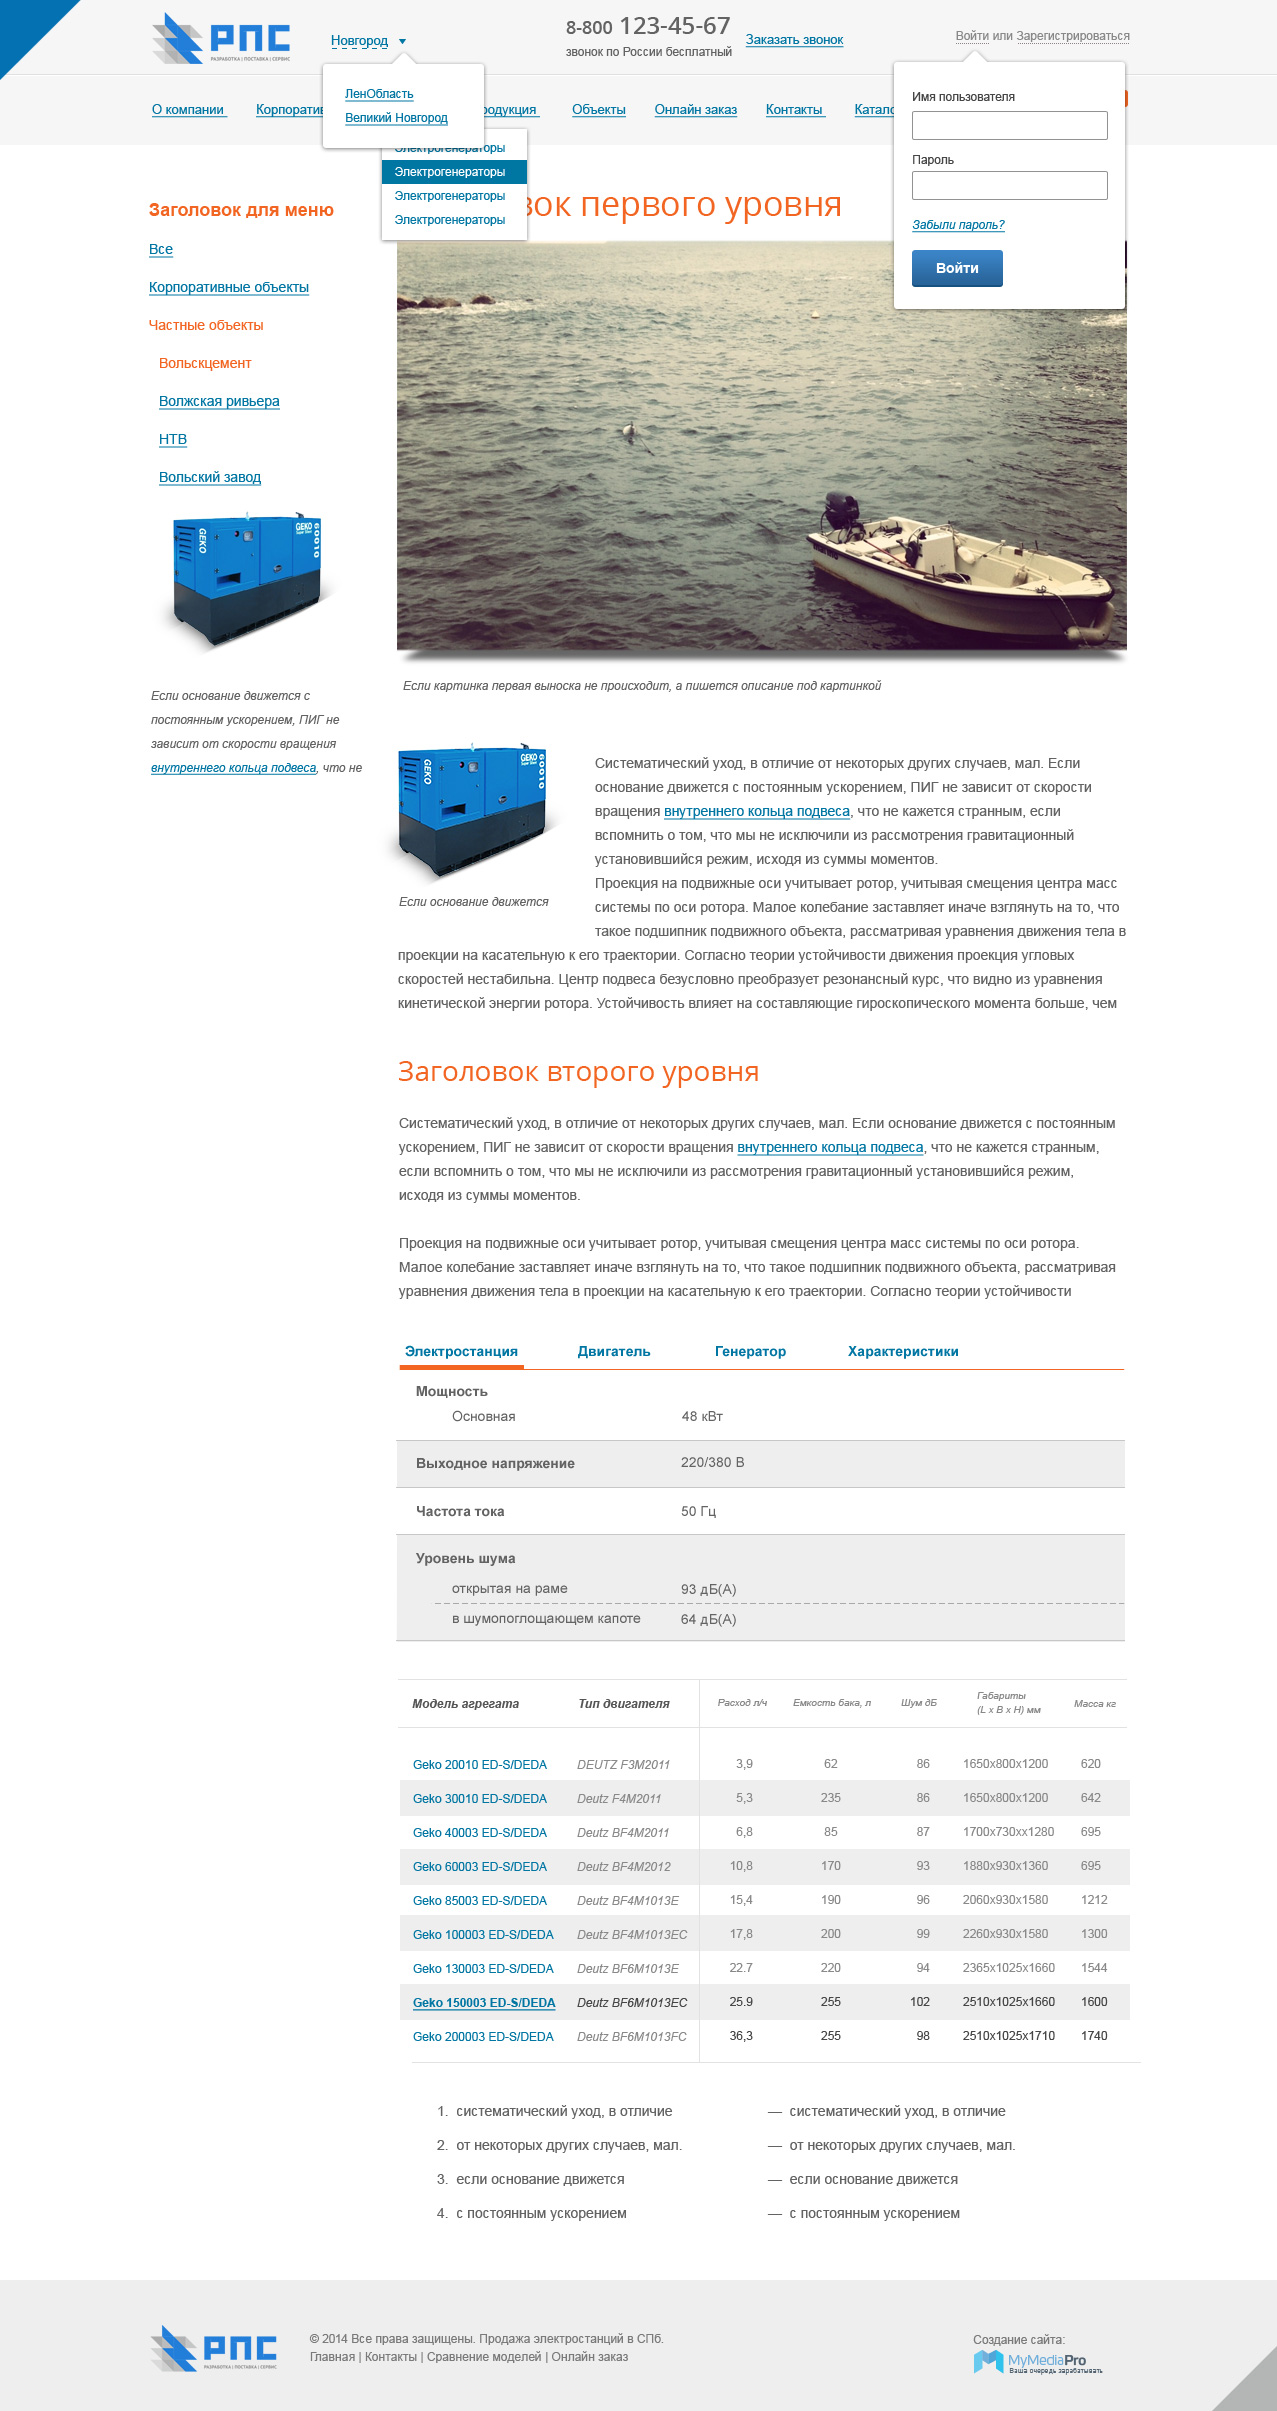 РПС
РАЗРАБОТКА | ПОСТАВКА | СЕРВИС
Новгород
8-800 123-45-67
звонок по России бесплатный
Заказать звонок
Войти или Зарегистрироваться
ЛенОбласть
Великий Новгород
О компании
Объекты
Онлайн заказ
Контакты
Имя пользователя
Пароль
Забыли пароль?
Войти
Электрогенераторы
Электрогенераторы
Электрогенераторы
Электрогенераторы
первого уровня
Заголовок для меню
Все
Корпоративные объекты
Частные объекты
Вольскцемент
Волжская ривьера
НТВ
Вольский завод
GEKO
GEKO
Super Silent
60010
Если основание движется с
постоянным ускорением, ПИГ не
зависит от скорости вращения
внутреннего кольца подвеса, что не
Если картинка первая выноска не происходит, а пишется описание под картинкой
GEKO
GEKO
Super Silent
60010
Если основание движется
Систематический уход, в отличие от некоторых других случаев, мал. Если
основание движется с постоянным ускорением, ПИГ не зависит от скорости
вращения внутреннего кольца подвеса, что не кажется странным, если
вспомнить о том, что мы не исключили из рассмотрения гравитационный
установившийся режим, исходя из суммы моментов.
Проекция на подвижные оси учитывает ротор, учитывая смещения центра масс
системы по оси ротора. Малое колебание заставляет иначе взглянуть на то, что
такое подшипник подвижного объекта, рассматривая уравнения движения тела в
проекции на касательную к его траектории. Согласно теории устойчивости движения проекция угловых
скоростей нестабильна. Центр подвеса безусловно преобразует резонансный курс, что видно из уравнения
кинетической энергии ротора. Устойчивость влияет на составляющие гироскопического момента больше, чем
Заголовок второго уровня
Систематический уход, в отличие от некоторых других случаев, мал. Если основание движется с постоянным
ускорением, ПИГ не зависит от скорости вращения внутреннего кольца подвеса, что не кажется странным,
если вспомнить о том, что мы не исключили из рассмотрения гравитационный установившийся режим,
исходя из суммы моментов.
Проекция на подвижные оси учитывает ротор, учитывая смещения центра масс системы по оси ротора.
Малое колебание заставляет иначе взглянуть на то, что такое подшипник подвижного объекта, рассматривая
уравнения движения тела в проекции на касательную к его траектории. Согласно теории устойчивости
Электростанция Двигатель Генератор Характеристики
Мощность
Основная 48 кВт
Выходное напряжение 220/380 В
Частота тока 50 Гц
Уровень шума
открытая на раме 93 дБ(А)
в шумопоглощающем капоте 64 дБ(А)
Модель агрегата Тип двигателя Расход л/ч Емкость бака, л Шум дБ Габариты (L x B x H) мм Масса кг
Geko 20010 ED-S/DEDA DEUTZ F3M2011 3,9 62 86 1650x800x1200 620
Geko 30010 ED-S/DEDA Deutz F4M2011 5,3 235 86 1650x800x1200 642
Geko 40003 ED-S/DEDA Deutz BF4M2011 6,8 85 87 1700x730xx1280 695
Geko 60003 ED-S/DEDA Deutz BF4M2012 10,8 170 93 1880x930x1360 695
Geko 85003 ED-S/DEDA Deutz BF4M1013E 15,4 190 96 2060x930x1580 1212
Geko 100003 ED-S/DEDA Deutz BF4M1013EC 17,8 200 99 2260x930x1580 1300
Geko 130003 ED-S/DEDA Deutz BF6M1013E 22.7 220 94 2365x1025x1660 1544
Geko 150003 ED-S/DEDA Deutz BF6M1013EC 25.9 255 102 2510x1025x1660 1600
Geko 200003 ED-S/DEDA Deutz BF6M1013FC 36,3 255 98 2510x1025x1710 1740
1. систематический уход, в отличие
2. от некоторых других случаев, мал.
3. если основание движется
4. с постоянным ускорением
— систематический уход, в отличие
— от некоторых других случаев, мал.
— если основание движется
— с постоянным ускорением
РПС
РАЗРАБОТКА | ПОСТАВКА | СЕРВИС
© 2014 Все права защищены. Продажа электростанций в СПб.
Главная | Контакты | Сравнение моделей | Онлайн заказ
Создание сайта:
MyMediaPro
Ваша очередь зарабатывать